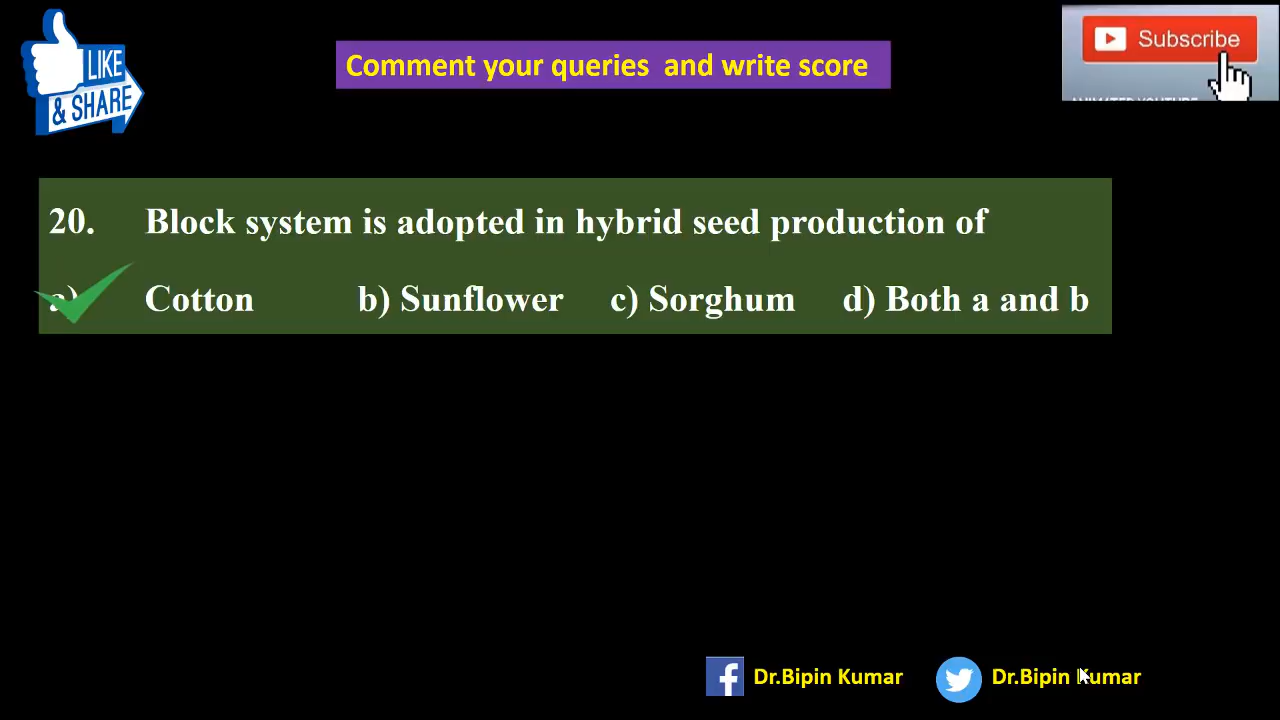 LIKE
& SHARE
Comment your queries and write score
Subscribe
20. Block system is adopted in hybrid seed production of
a) Cotton b) Sunflower c) Sorghum d) Both a and b
Dr.Bipin Kumar Dr.Bipin Kumar